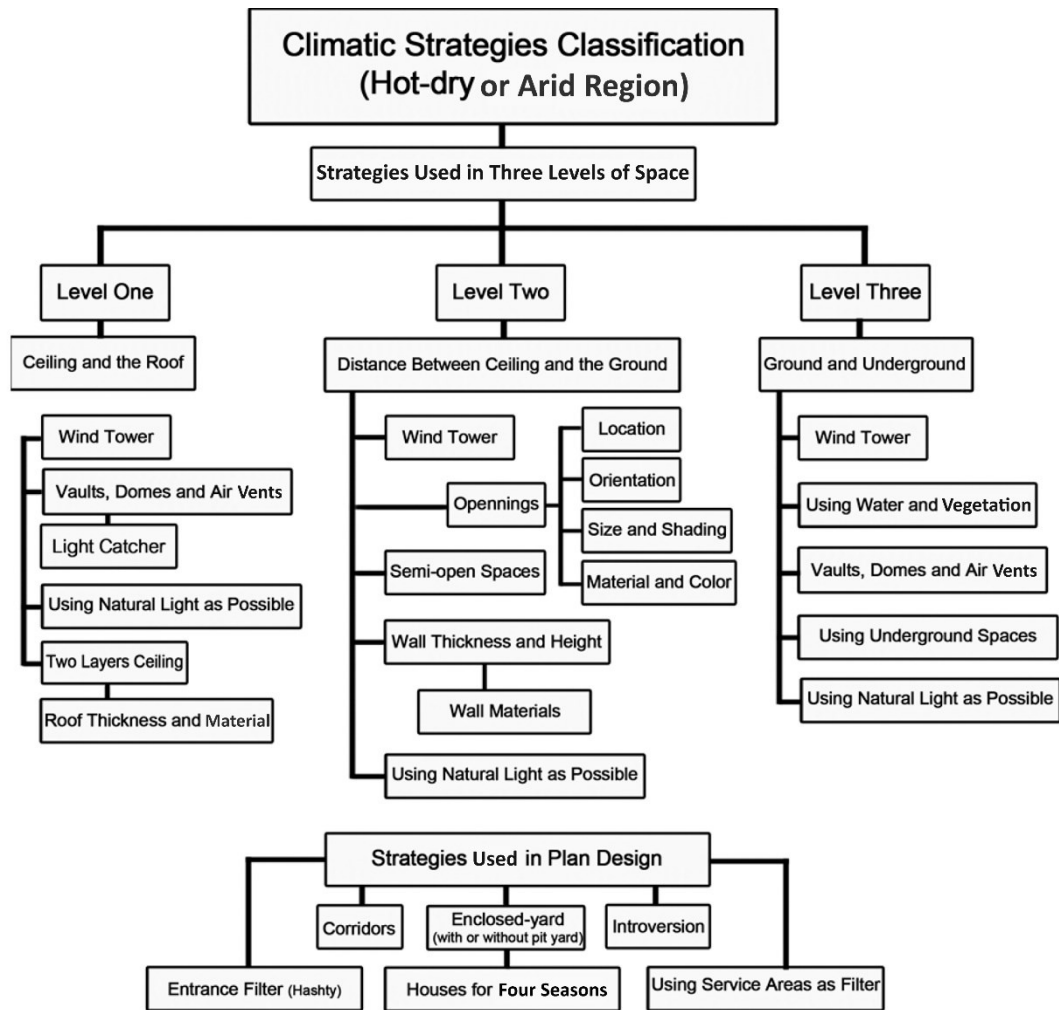 Climatic Strategies Classification
(Hot-dry or Arid Region)
Strategies Used in Three Levels of Space
Level One
Level Two
Level Three
Ceiling and the Roof
Distance Between Ceiling and the Ground
Ground and Underground
Wind Tower
Vaults, Domes and Air Vents
Light Catcher
Using Natural Light as Possible
Two Layers Ceiling
Roof Thickness and Material
Wind Tower
Opennings
Location
Orientation
Size and Shading
Material and Color
Semi-open Spaces
Wall Thickness and Height
Wall Materials
Using Natural Light as Possible
Wind Tower
Using Water and Vegetation
Vaults, Domes and Air Vents
Using Underground Spaces
Using Natural Light as Possible
Strategies Used in Plan Design
Corridors
Enclosed-yard
(with or without pit yard)
Introversion
Entrance Filter (Hashty)
Houses for Four Seasons
Using Service Areas as Filter